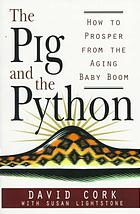 The
Pig
and the
Python
HOW TO
PROSPER
FROM THE
AGING
BABY BOOM
DAVID CORK
WITH SUSAN LIGHTSTONE